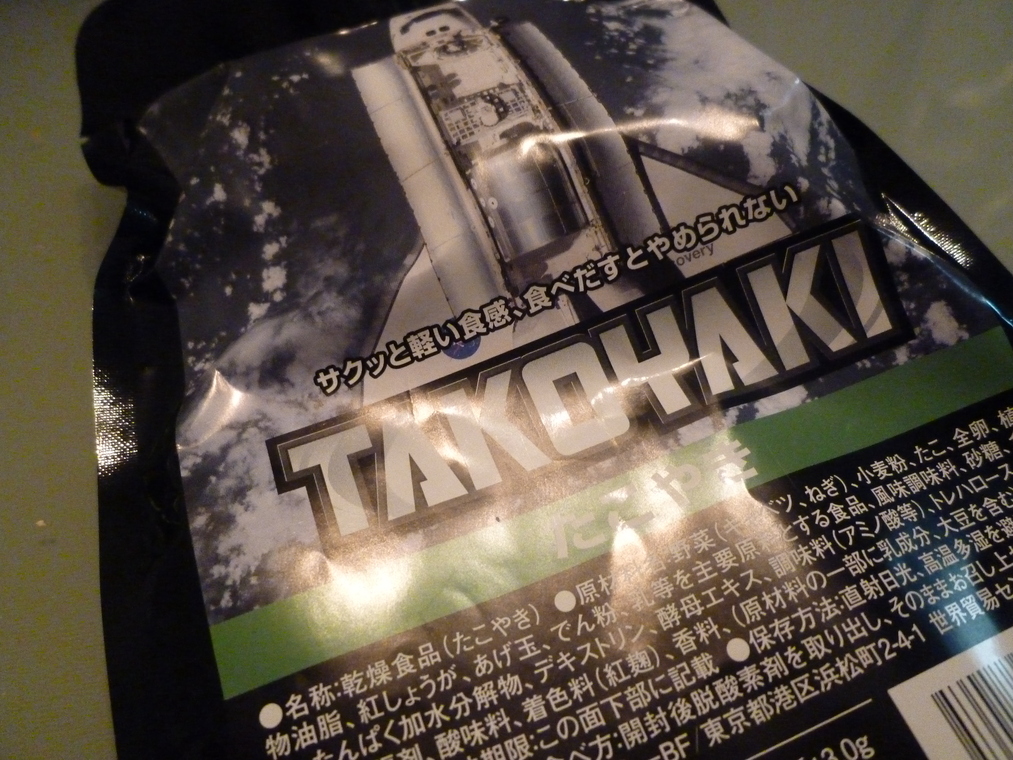 overy
サクッと軽い食感、食べだすとやめられない
TAKOYAKI
たこやき
●名称:乾燥食品(たこやき) ●原材 野菜(キ ベツ、ねぎ)、小麦粉、たこ、全卵、植
物油脂、紅しょうが、あげ玉、でん粉、乳等を主要原 とする食品、風味調味料、砂糖、
たんぱく加水分解物、デキストリン、酵母エキス、調味料(アミノ酸等)、トレハロース
剤、酸味料、着色料(紅麹)、香料、(原材料の一部に乳成分、大豆を含む
期限:この面下部に記載 ●保存方法:直射日光、高温多湿を避
べ方:開封後脱酸素剤を取り出し、そのままお召し上
BF 東京都港区浜松町2-4-1 世界貿易セ
3.0g